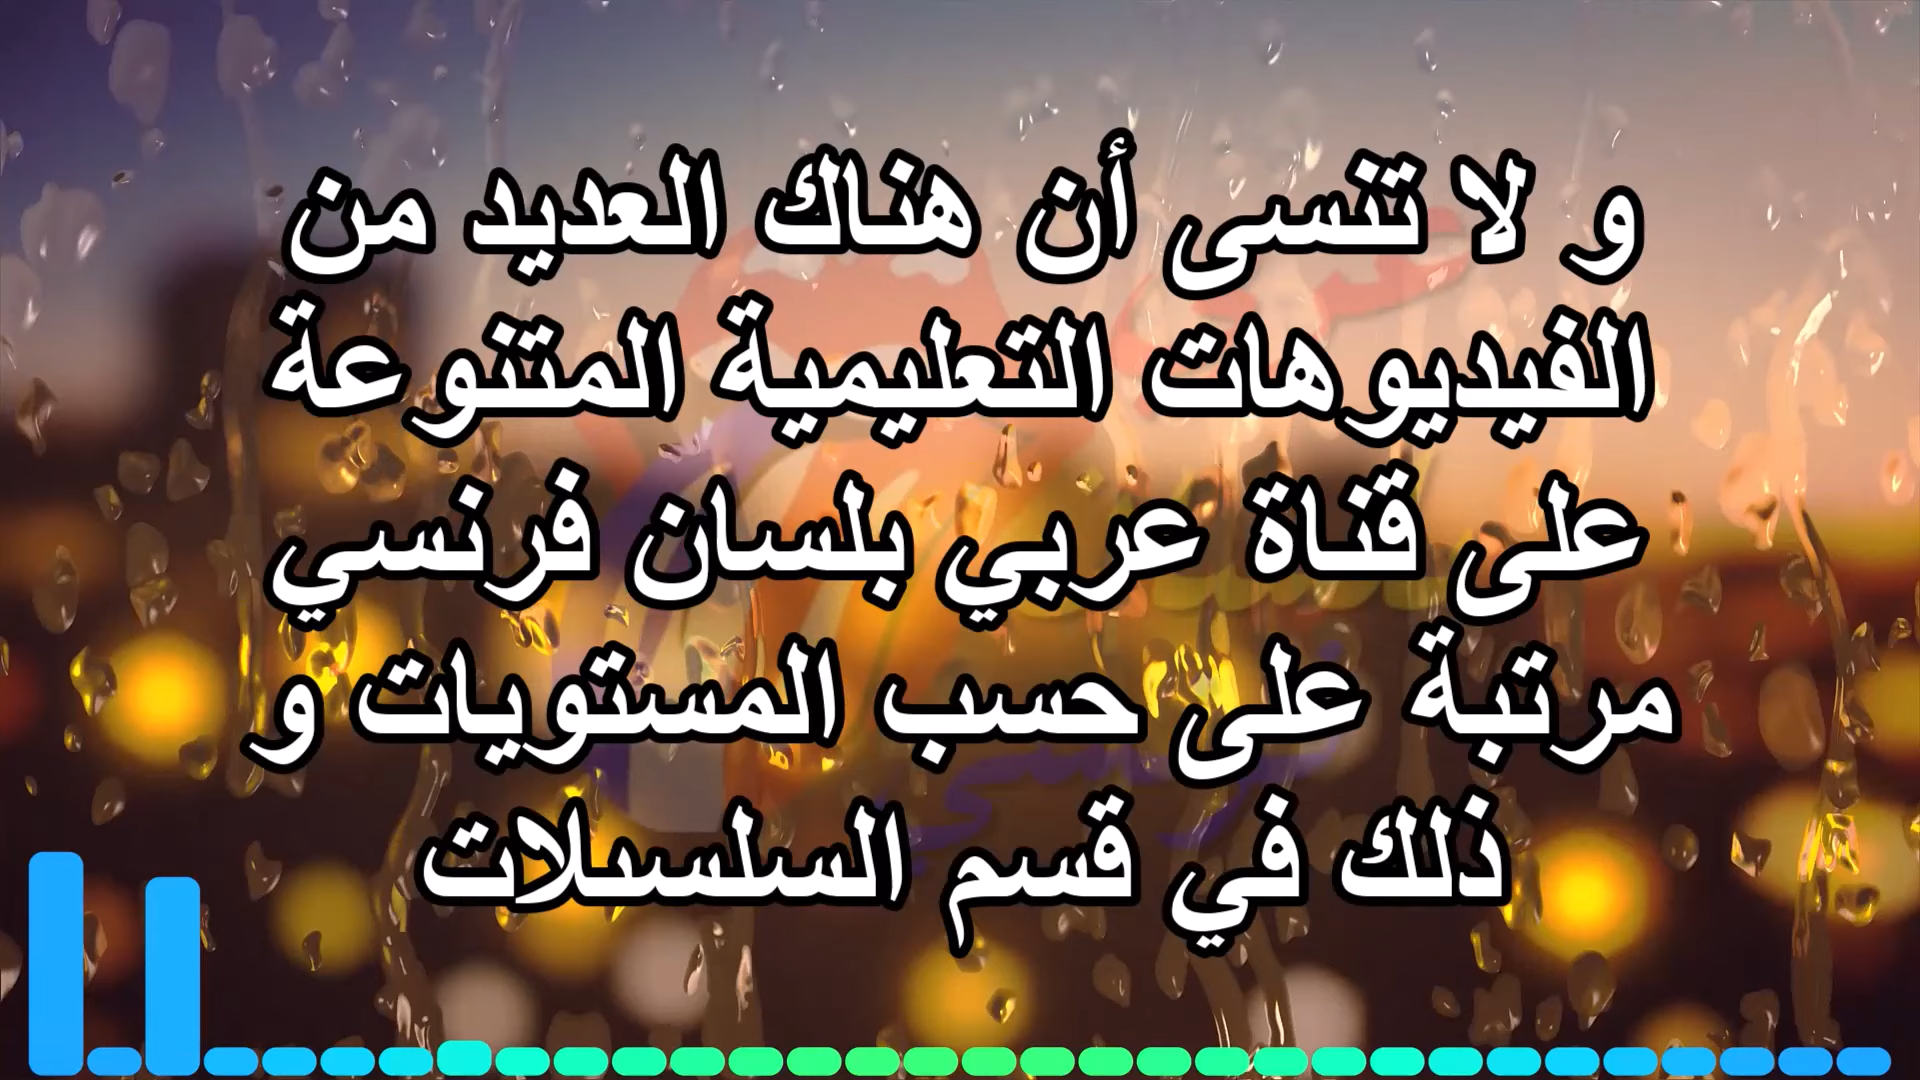 و لا تنسى أن هناك العديد من
الفيديوهات التعليمية المتنوعة
على قناة عربي بلسان فرنسي
مرتبة على حسب المستويات و
ذلك في قسم السلسلات